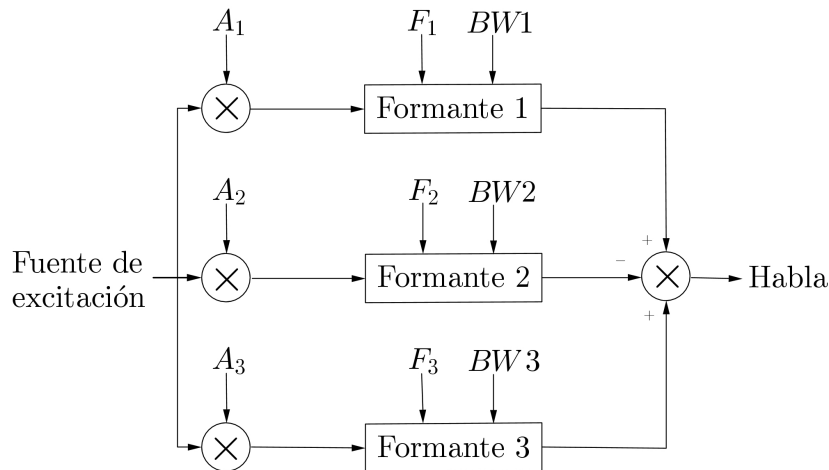 A1 F1 BW1
× Formante 1
A2 F2 BW2
+
Fuente de
excitación
× Formante 2 − × Habla
+
A3 F3 BW3
× Formante 3